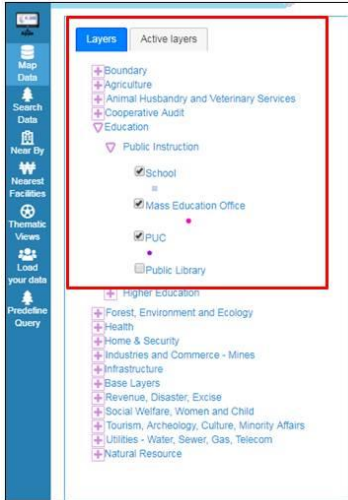 Map
Data
Search
Data
Near By
Nearest
Facilities
Thematic
Views
Load
your data
Predefine
Query
Layers
Active layers
Boundary
Agriculture
Animal Husbandry and Veterinary Services
Cooperative Audit
Education
Public Instruction
School
Mass Education Office
PUC
Public Library
Higher Education
Forest, Environment and Ecology
Health
Home & Security
Industries and Commerce - Mines
Infrastructure
Base Layers
Revenue, Disaster, Excise
Social Welfare, Women and Child
Tourism, Archeology, Culture, Minority Affairs
Utilities - Water, Sewer, Gas, Telecom
Natural Resource